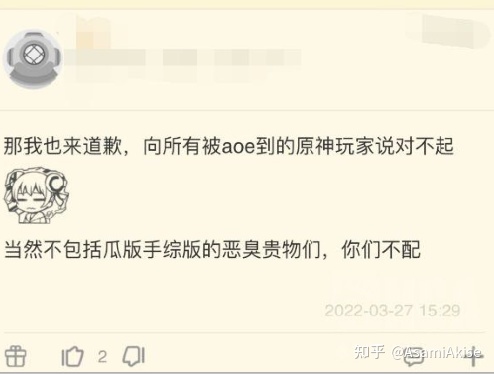 那我也来道歉，向所有被aoe到的原神玩家说对不起
当然不包括瓜版手综版的恶臭贵物们，你们不配
2022-03-27 15:29
2
知乎 @AsamiAkise